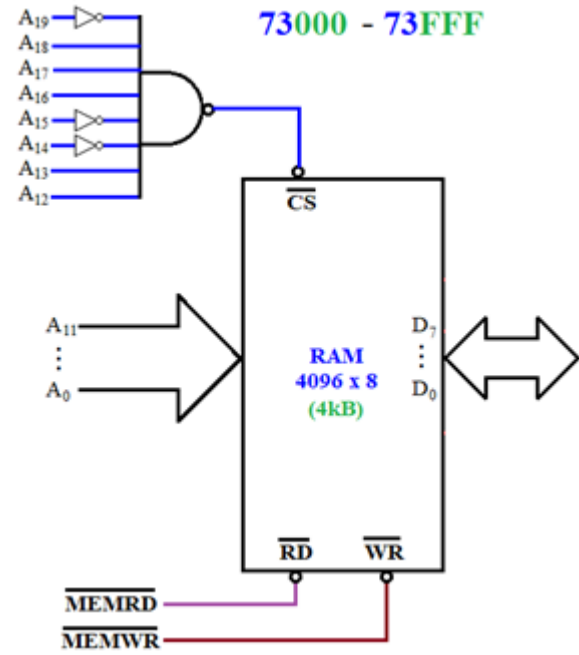 73000 - 73FFF
A19
A18
A17
A16
A15
A14
A13
A12
CS
A11
⋮
A0
RAM
4096 x 8
(4kB)
D7
⋮
D0
RD WR
MEMRD
MEMWR